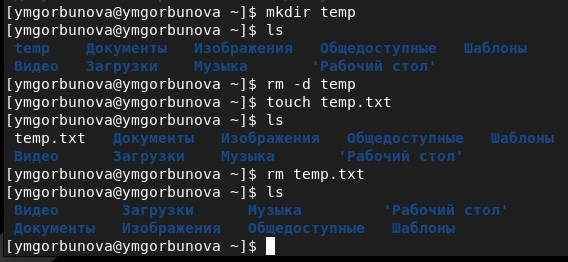 [ymgorbunova@ymgorbunova ~]$ mkdir temp
[ymgorbunova@ymgorbunova ~]$ ls
temp Документы Изображения Общедоступные Шаблоны
Видео Загрузки Музыка 'Рабочий стол'
[ymgorbunova@ymgorbunova ~]$ rm -d temp
[ymgorbunova@ymgorbunova ~]$ touch temp.txt
[ymgorbunova@ymgorbunova ~]$ ls
temp.txt Документы Изображения Общедоступные Шаблоны
Видео Загрузки Музыка 'Рабочий стол'
[ymgorbunova@ymgorbunova ~]$ rm temp.txt
[ymgorbunova@ymgorbunova ~]$ ls
Видео Загрузки Музыка 'Рабочий стол'
Документы Изображения Общедоступные Шаблоны
[ymgorbunova@ymgorbunova ~]$